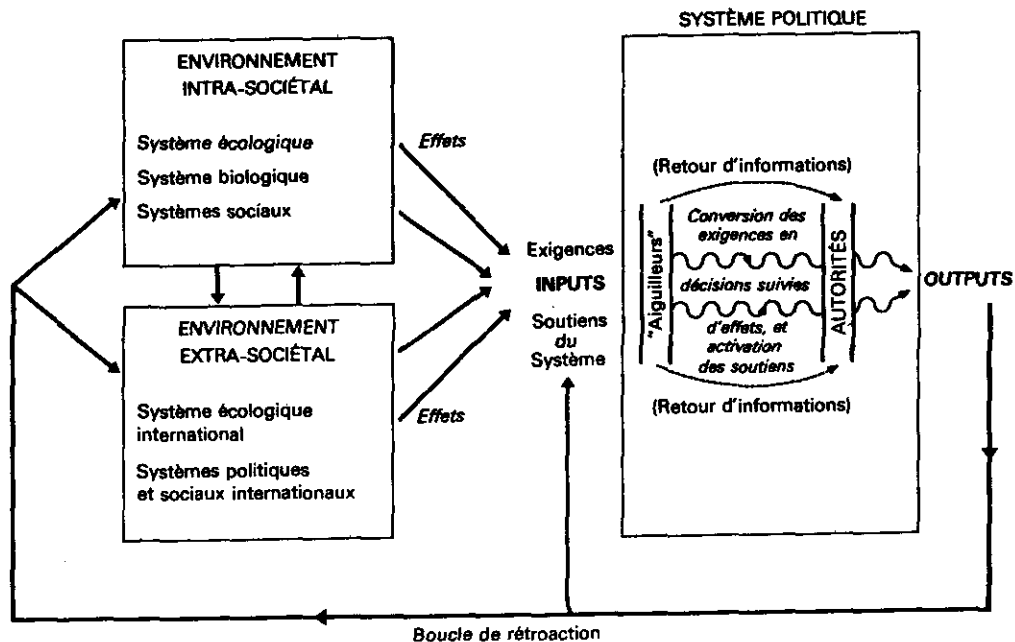 SYSTÈME POLITIQUE
ENVIRONNEMENT
INTRA-SOCIÉTAL
Système écologique
Système biologique
Systèmes sociaux
Effets
ENVIRONNEMENT
EXTRA-SOCIÉTAL
Système écologique
international
Systèmes politiques
et sociaux internationaux
Effets
Exigences
INPUTS
Soutiens
du
Système
"Aiguilleurs"
(Retour d'informations)
Conversion des
exigences en
décisions suivies
d'effets, et
activation
des soutiens
(Retour d'informations)
AUTORITÉS
OUTPUTS
Boucle de rétroaction